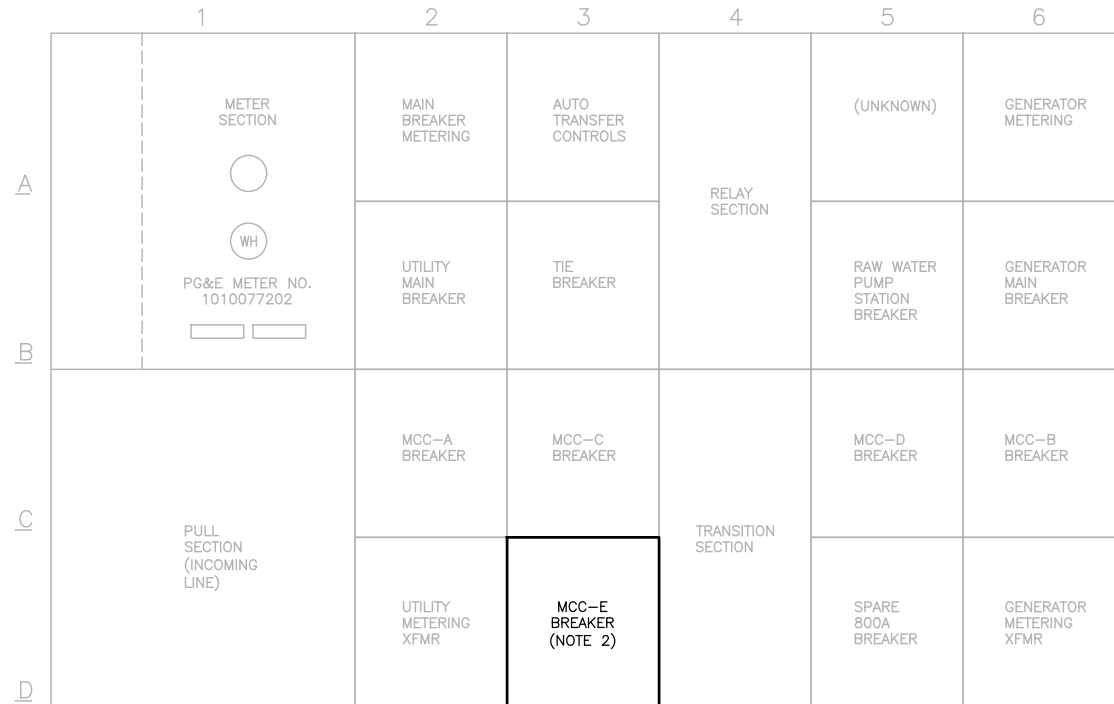 1
2
3
4
5
6
A
B
C
D
METER
SECTION
WH
PG&E METER NO.
1010077202
MAIN
BREAKER
METERING
AUTO
TRANSFER
CONTROLS
RELAY
SECTION
(UNKNOWN)
GENERATOR
METERING
UTILITY
MAIN
BREAKER
TIE
BREAKER
RAW WATER
PUMP
STATION
BREAKER
GENERATOR
MAIN
BREAKER
PULL
SECTION
(INCOMING
LINE)
MCC-A
BREAKER
MCC-C
BREAKER
TRANSITION
SECTION
MCC-D
BREAKER
MCC-B
BREAKER
UTILITY
METERING
XFMR
MCC-E
BREAKER
(NOTE 2)
SPARE
800A
BREAKER
GENERATOR
METERING
XFMR